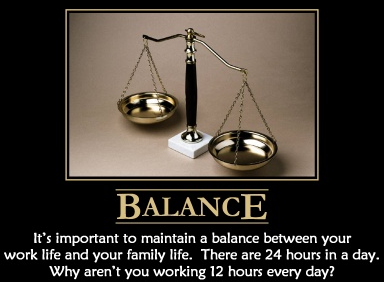 BALANCE
It's important to maintain a balance between your
work life and your family life.  There are 24 hours in a day.
Why aren't you working 12 hours every day?